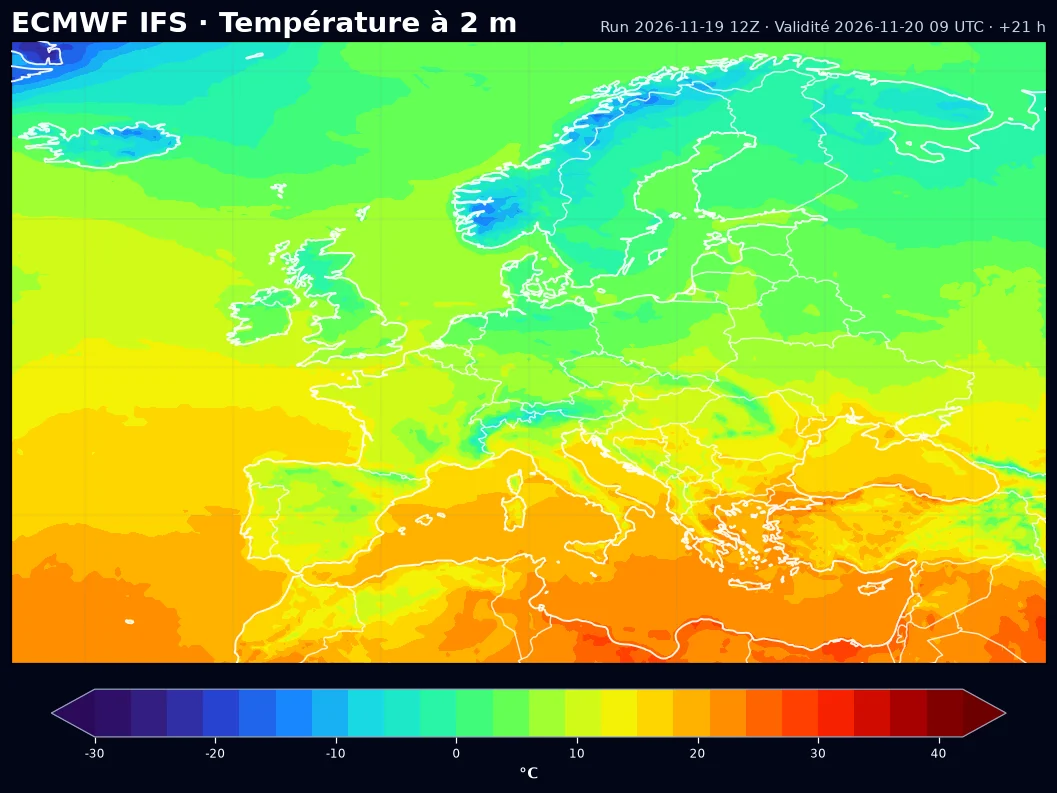 ECMWF IFS · Température à 2 m
Run 2026-11-19 12Z · Validité 2026-11-20 09 UTC · +21 h
-30 -20 -10 0 10 20 30 40
°C